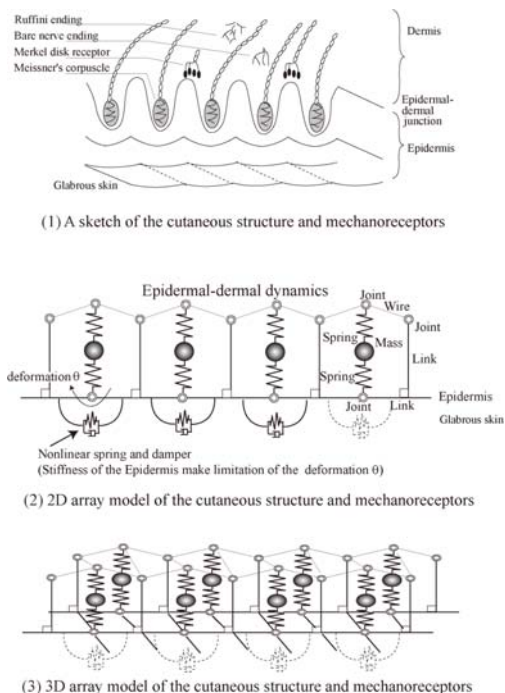 Ruffini ending
Bare nerve ending
Merkel disk receptor
Meissner's corpuscle
Dermis
Epidermal-
dermal
junction
Epidermis
Glabrous skin
(1) A sketch of the cutaneous structure and mechanoreceptors
Epidermal-dermal dynamics
Joint
Wire
Joint
Spring
Mass
Link
deformation θ
Spring
Joint
Link
Epidermis
Glabrous skin
Nonlinear spring and damper
(Stiffness of the Epidermis make limitation of the deformation θ)
(2) 2D array model of the cutaneous structure and mechanoreceptors
(3) 3D array model of the cutaneous structure and mechanoreceptors